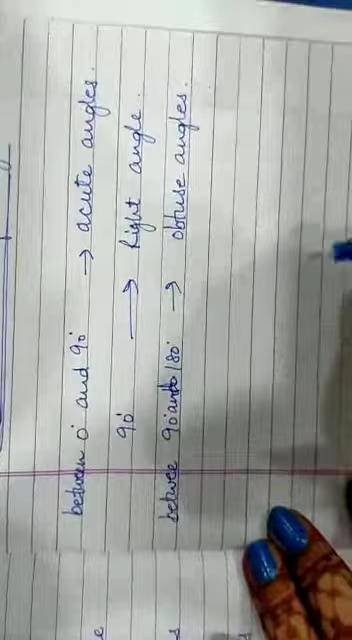 between 0° and 90° → acute angles.
90° → Right angle.
betwee 90° and 180° → obtuse angles.